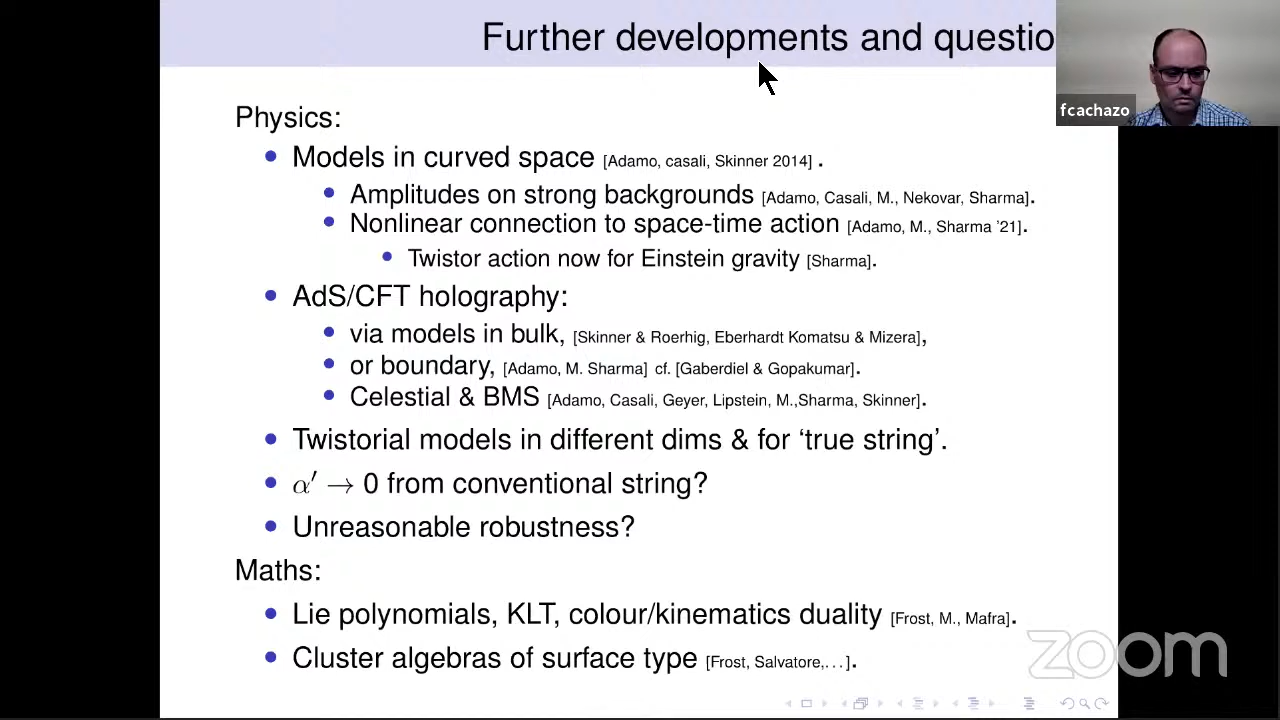 Further developments and questio
fcachazo
Physics:
• Models in curved space [Adamo, casali, Skinner 2014] .
• Amplitudes on strong backgrounds [Adamo, Casali, M., Nekovar, Sharma].
• Nonlinear connection to space-time action [Adamo, M., Sharma '21].
• Twistor action now for Einstein gravity [Sharma].
• AdS/CFT holography:
• via models in bulk, [Skinner & Roerhig, Eberhardt Komatsu & Mizera],
• or boundary, [Adamo, M. Sharma] cf. [Gaberdiel & Gopakumar].
• Celestial & BMS [Adamo, Casali, Geyer, Lipstein, M.,Sharma, Skinner].
• Twistorial models in different dims & for ‘true string’.
• α′ → 0 from conventional string?
• Unreasonable robustness?
Maths:
• Lie polynomials, KLT, colour/kinematics duality [Frost, M., Mafra].
• Cluster algebras of surface type [Frost, Salvatore,...].
zoom